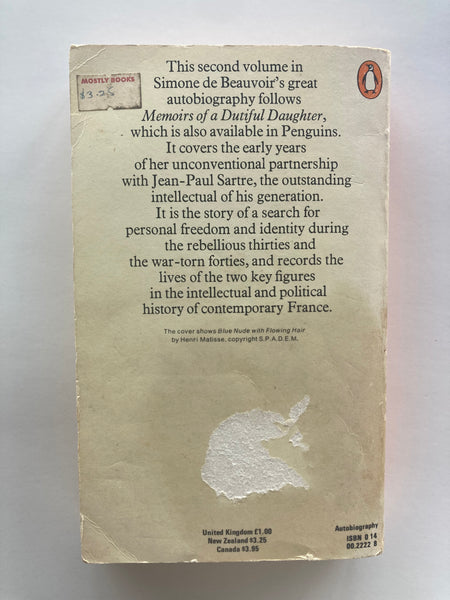 MOSTLY BOOKS
$3.25
This second volume in
Simone de Beauvoir's great
autobiography follows
Memoirs of a Dutiful Daughter,
which is also available in Penguins.
It covers the early years
of her unconventional partnership
with Jean-Paul Sartre, the outstanding
intellectual of his generation.
It is the story of a search for
personal freedom and identity during
the rebellious thirties and
the war-torn forties, and records the
lives of the two key figures
in the intellectual and political
history of contemporary France.
The cover shows Blue Nude with Flowing Hair
by Henri Matisse, copyright S.P.A.D.E.M.
United Kingdom £1.00
New Zealand $3.25
Canada $3.95
Autobiography
ISBN 0 14
00.2222 8